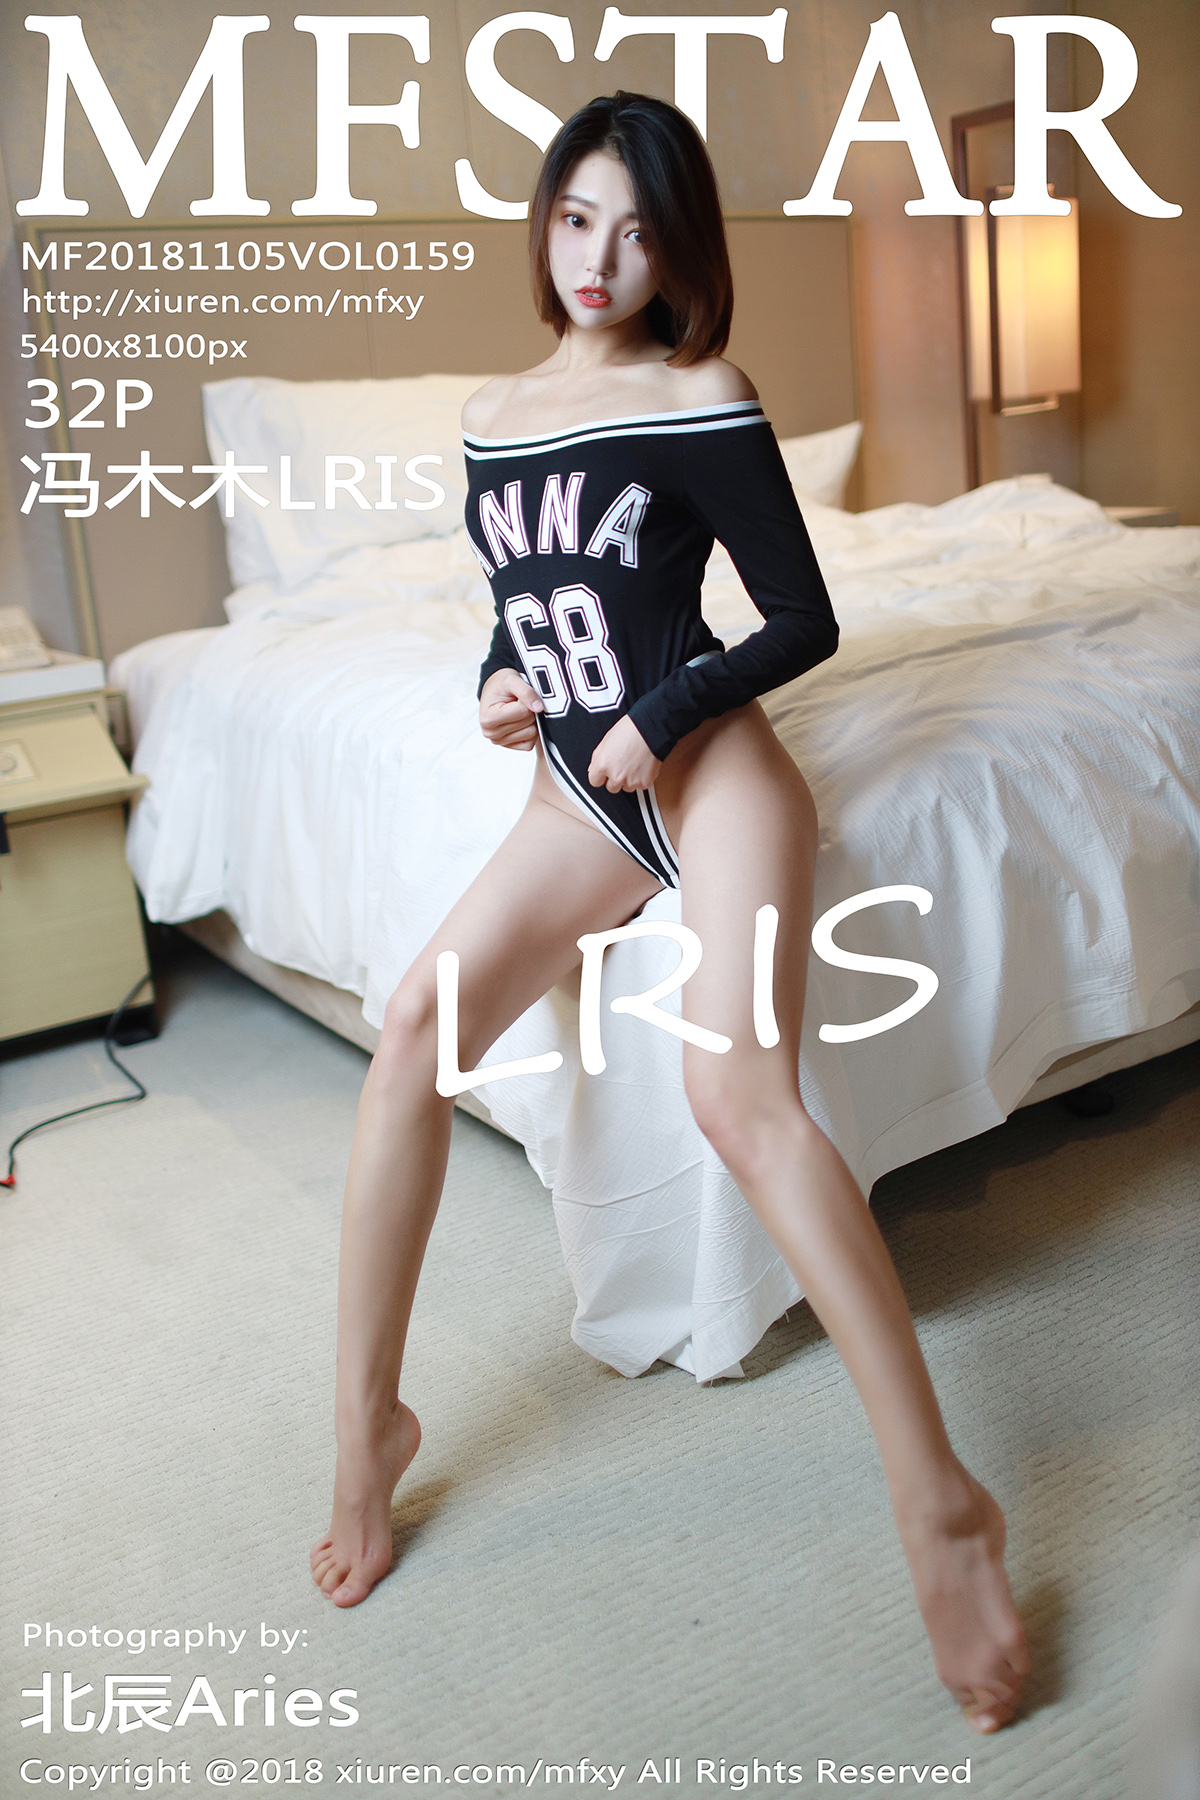 MFSTAR
MF20181105VOL0159
http://xiuren.com/mfxy
5400x8100px
32P
冯木木LRIS
ANNA
68
LRIS
Photography by:
北辰Aries
Copyright @2018 xiuren.com/mfxy All Rights Reserved